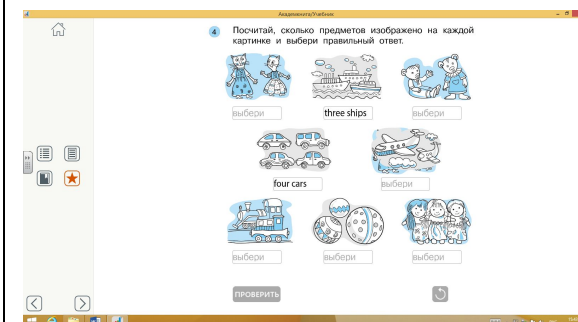 Академкнига/Учебник
4 Посчитай, сколько предметов изображено на каждой
картинке и выбери правильный ответ.
выбери three ships выбери
four cars выбери
выбери выбери выбери
ПРОВЕРИТЬ